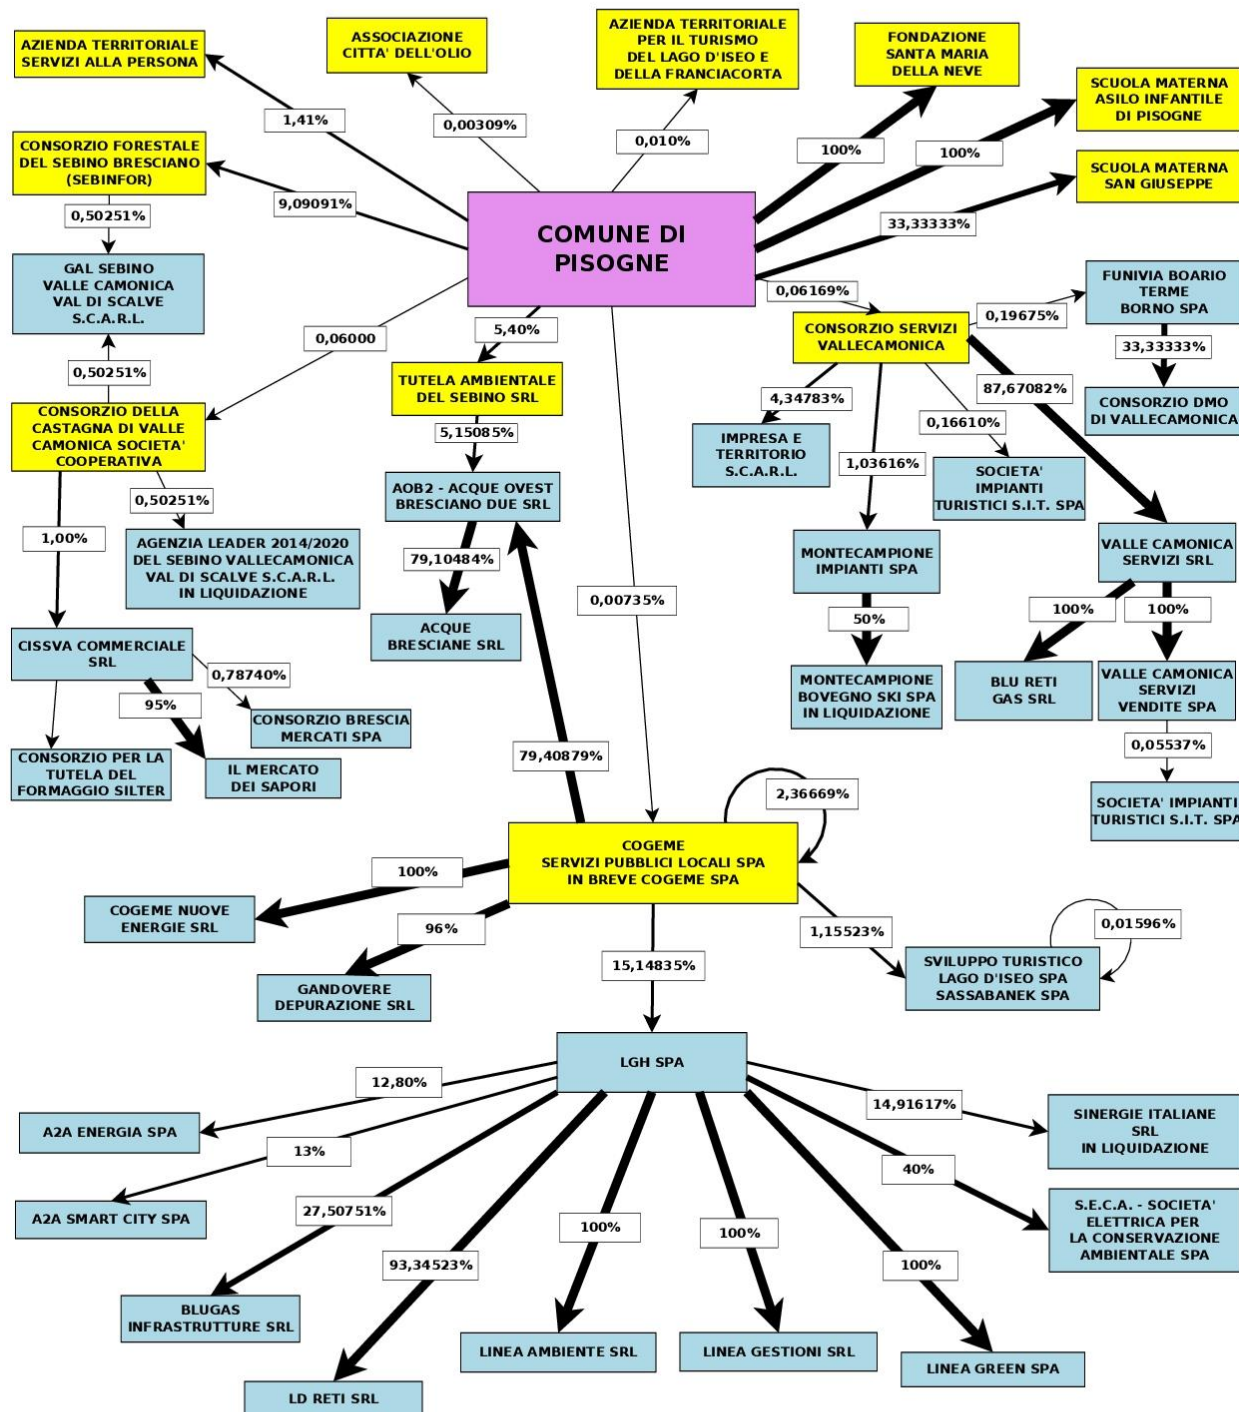 AZIENDA TERRITORIALE
SERVIZI ALLA PERSONA
ASSOCIAZIONE
CITTA' DELL'OLIO
AZIENDA TERRITORIALE
PER IL TURISMO
DEL LAGO D'ISEO E
DELLA FRANCIACORTA
FONDAZIONE
SANTA MARIA
DELLA NEVE
SCUOLA MATERNA
ASILO INFANTILE
DI PISOGNE
1,41%
0,00309%
0,010%
100%
100%
CONSORZIO FORESTALE
DEL SEBINO BRESCIANO
(SEBINFOR)
SCUOLA MATERNA
SAN GIUSEPPE
9,09091%
33,33333%
0,50251%
COMUNE DI
PISOGNE
GAL SEBINO
VALLE CAMONICA
VAL DI SCALVE
S.C.A.R.L.
0,06169%
FUNIVIA BOARIO
TERME
BORNO SPA
0,19675%
0,06000
5,40%
CONSORZIO SERVIZI
VALLECAMONICA
33,33333%
0,50251%
TUTELA AMBIENTALE
DEL SEBINO SRL
4,34783%
87,67082%
CONSORZIO DMO
DI VALLECAMONICA
CONSORZIO DELLA
CASTAGNA DI VALLE
CAMONICA SOCIETA'
COOPERATIVA
5,15085%
0,16610%
IMPRESA E
TERRITORIO
S.C.A.R.L.
1,03616%
SOCIETA'
IMPIANTI
TURISTICI S.I.T. SPA
0,50251%
AOB2 - ACQUE OVEST
BRESCIANO DUE SRL
1,00%
AGENZIA LEADER 2014/2020
DEL SEBINO VALLECAMONICA
VAL DI SCALVE S.C.A.R.L.
IN LIQUIDAZIONE
79,10484%
MONTECAMPIONE
IMPIANTI SPA
VALLE CAMONICA
SERVIZI SRL
0,00735%
50%
100%
100%
CISSVA COMMERCIALE
SRL
ACQUE
BRESCIANE SRL
0,78740%
95%
MONTECAMPIONE
BOVEGNO SKI SPA
IN LIQUIDAZIONE
BLU RETI
GAS SRL
VALLE CAMONICA
SERVIZI
VENDITE SPA
CONSORZIO BRESCIA
MERCATI SPA
79,40879%
0,05537%
CONSORZIO PER LA
TUTELA DEL
FORMAGGIO SILTER
IL MERCATO
DEI SAPORI
2,36669%
SOCIETA' IMPIANTI
TURISTICI S.I.T. SPA
COGEME
SERVIZI PUBBLICI LOCALI SPA
IN BREVE COGEME SPA
100%
COGEME NUOVE
ENERGIE SRL
96%
1,15523%
0,01596%
15,14835%
GANDOVERE
DEPURAZIONE SRL
SVILUPPO TURISTICO
LAGO D'ISEO SPA
SASSABANEK SPA
LGH SPA
12,80%
14,91617%
A2A ENERGIA SPA
SINERGIE ITALIANE
SRL
IN LIQUIDAZIONE
13%
40%
A2A SMART CITY SPA
27,50751%
100%
100%
S.E.C.A. - SOCIETA'
ELETTRICA PER
LA CONSERVAZIONE
AMBIENTALE SPA
93,34523%
100%
BLUGAS
INFRASTRUTTURE SRL
LINEA AMBIENTE SRL
LINEA GESTIONI SRL
LINEA GREEN SPA
LD RETI SRL